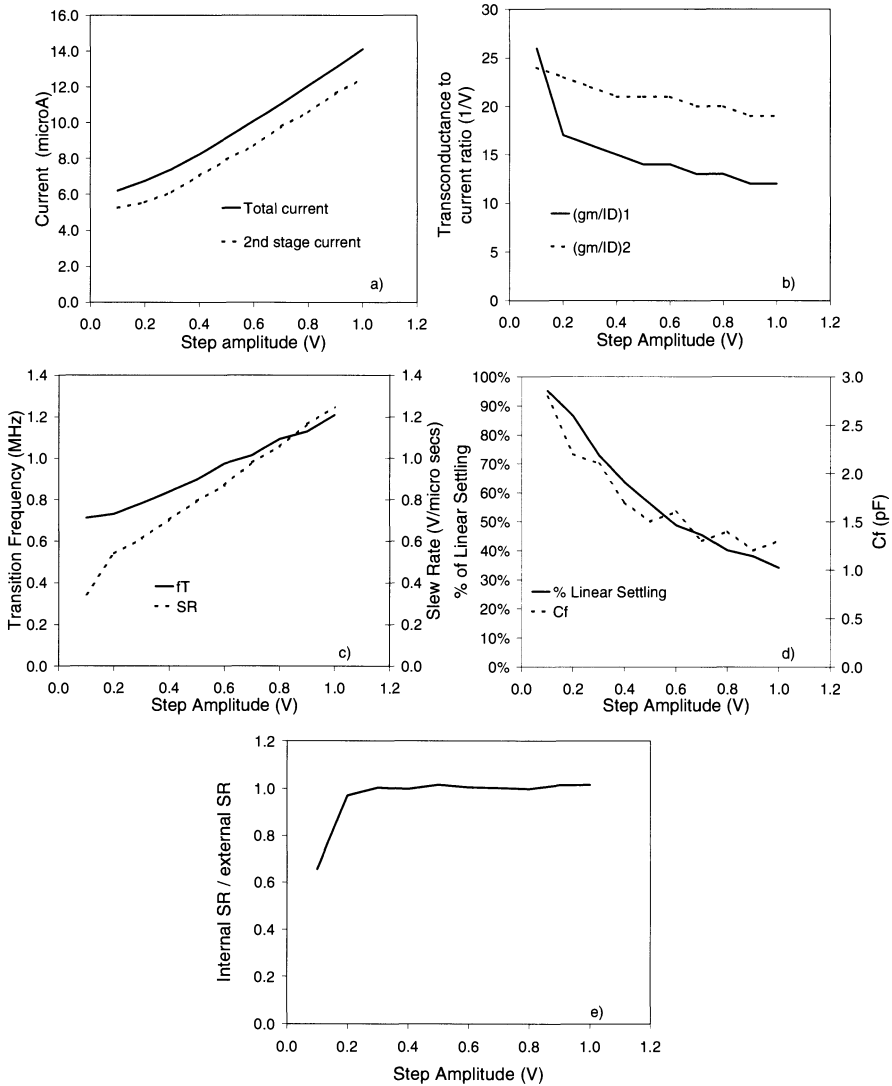 16.0
14.0
12.0
10.0
8.0
6.0
4.0
2.0
0.0
Current (microA)
Total current
2nd stage current
a)
0.0 0.2 0.4 0.6 0.8 1.0 1.2
Step amplitude (V)
30
25
20
15
10
5
0
Transconductance to
current ratio (1/V)
(gm/ID)1
(gm/ID)2
b)
0.0 0.2 0.4 0.6 0.8 1.0 1.2
Step Amplitude (V)
1.4
1.2
1.0
0.8
0.6
0.4
0.2
0.0
Transition Frequency (MHz)
fT
SR
c)
1.4
1.2
1.0
0.8
0.6
0.4
0.2
0.0
Slew Rate (V/micro secs)
0.0 0.2 0.4 0.6 0.8 1.0 1.2
Step Amplitude (V)
100%
90%
80%
70%
60%
50%
40%
30%
20%
10%
0%
% of Linear Settling
% Linear Settling
Cf
d)
3.0
2.5
2.0
1.5
1.0
0.5
0.0
Cf (pF)
0.0 0.2 0.4 0.6 0.8 1.0 1.2
Step Amplitude (V)
1.2
1.0
0.8
0.6
0.4
0.2
0.0
Internal SR / external SR
e)
0.0 0.2 0.4 0.6 0.8 1.0 1.2
Step Amplitude (V)